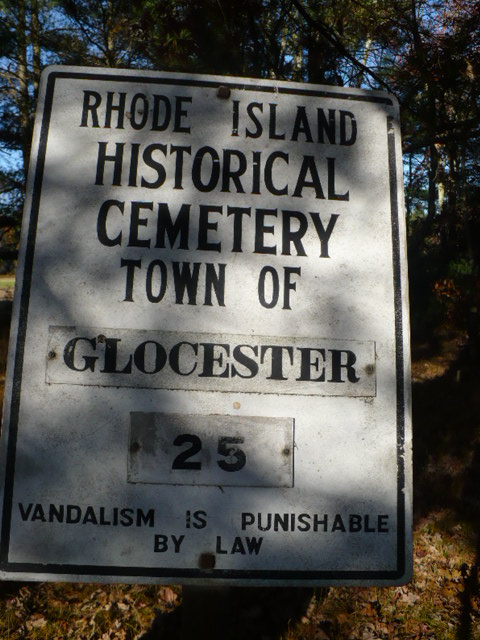 RHODE ISLAND
HISTORICAL
CEMETERY
TOWN OF
GLOCESTER
25
VANDALISM IS PUNISHABLE
BY LAW